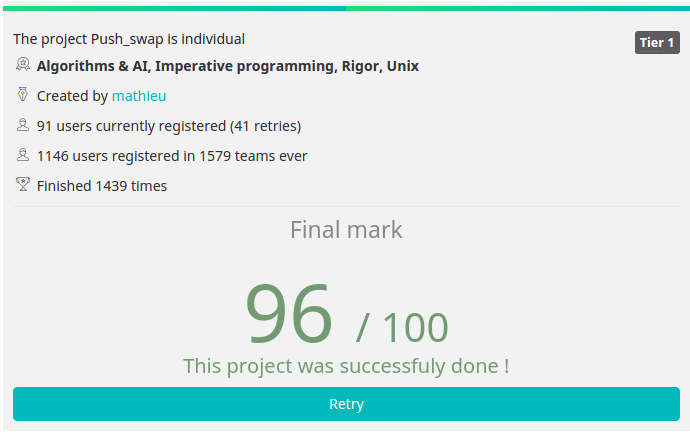 The project Push_swap is individual
Tier 1
Algorithms & AI, Imperative programming, Rigor, Unix
Created by mathieu
91 users currently registered (41 retries)
1146 users registered in 1579 teams ever
Finished 1439 times
Final mark
96 / 100
This project was successfuly done !
Retry